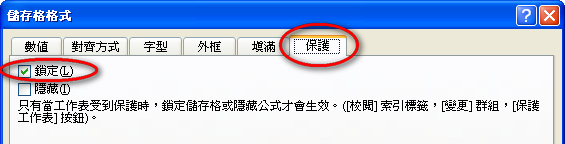 儲存格格式
數值 對齊方式 字型 外框 填滿 保護
鎖定(L)
隱藏(I)
只有當工作表受到保護時，鎖定儲存格或隱藏公式才會生效。([校閱] 索引標籤，[變更] 群組，[保護
工作表] 按鈕)。